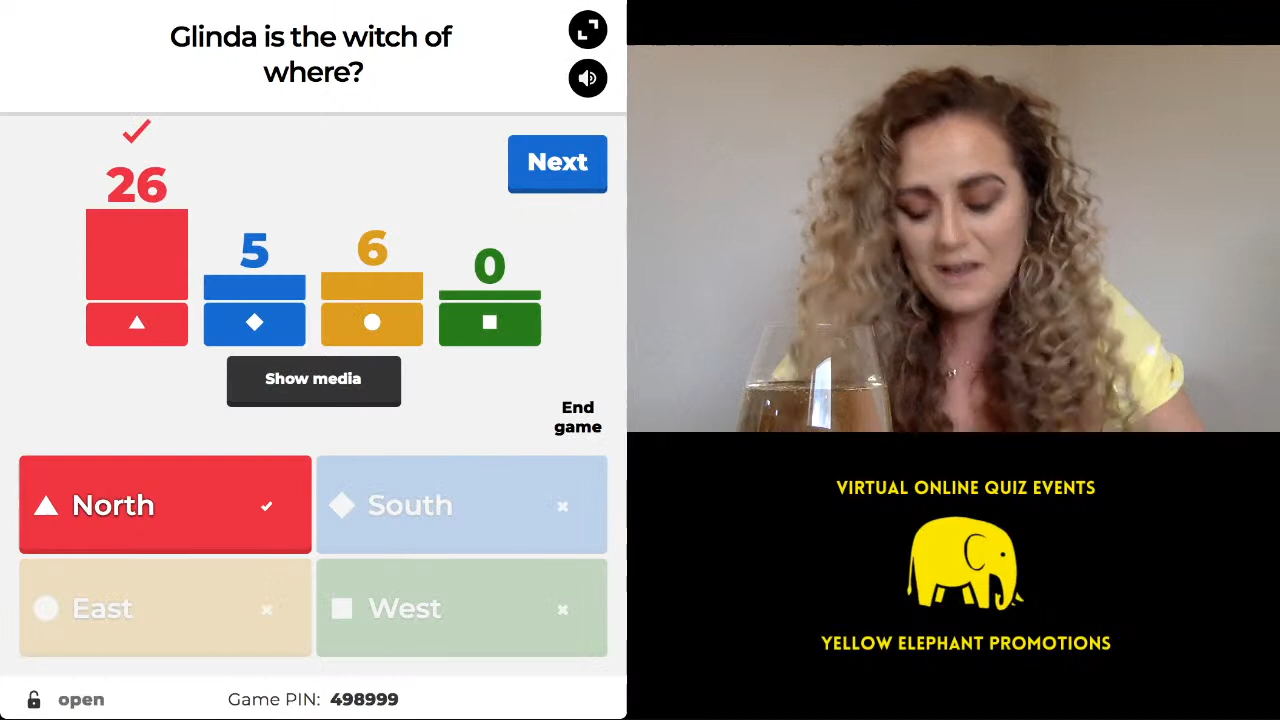 Glinda is the witch of
where?
26
5
6
0
Next
Show media
End
game
North
South
East
West
open
Game PIN: 498999
VIRTUAL ONLINE QUIZ EVENTS
YELLOW ELEPHANT PROMOTIONS